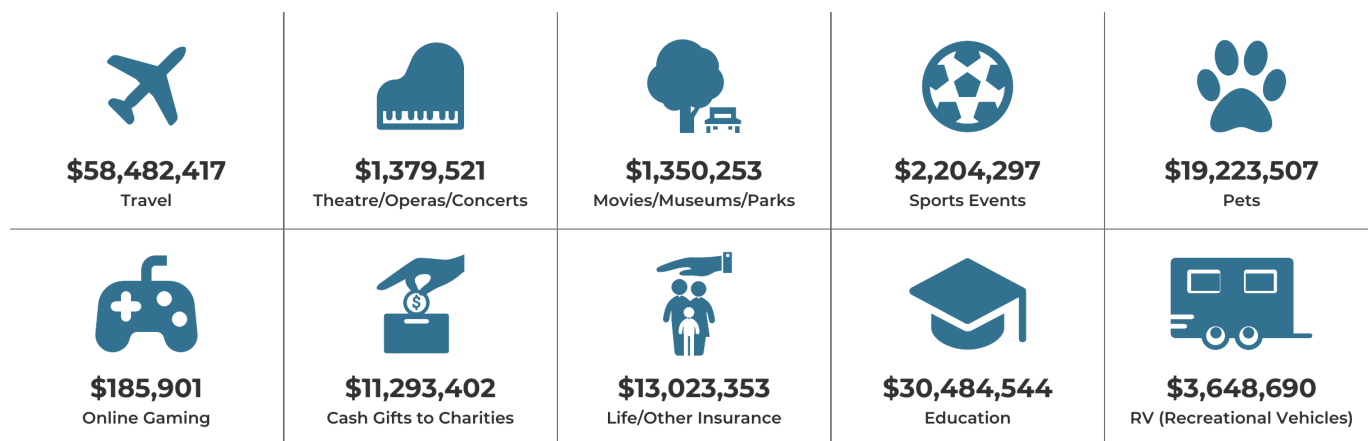 $58,482,417
Travel
$1,379,521
Theatre/Operas/Concerts
$1,350,253
Movies/Museums/Parks
$2,204,297
Sports Events
$19,223,507
Pets
$185,901
Online Gaming
$
$11,293,402
Cash Gifts to Charities
$13,023,353
Life/Other Insurance
$30,484,544
Education
$3,648,690
RV (Recreational Vehicles)